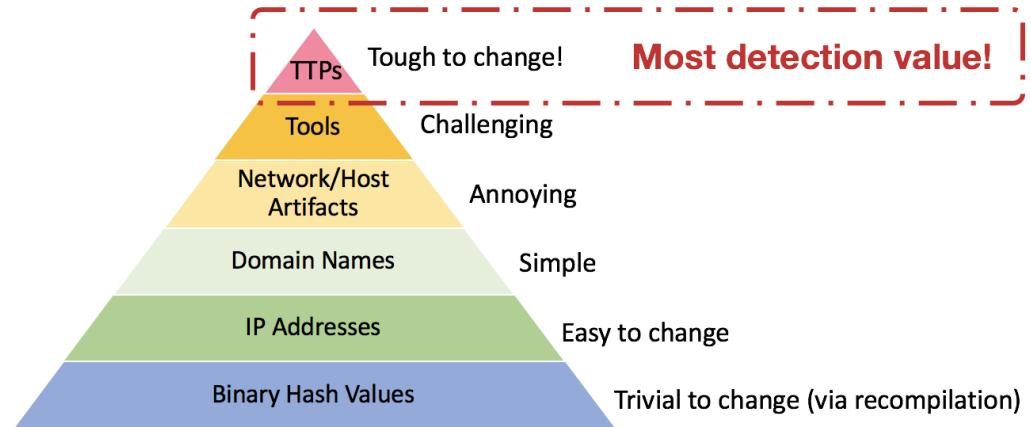 TTPs
Tough to change!
Most detection value!
Tools
Challenging
Network/Host
Artifacts
Annoying
Domain Names
Simple
IP Addresses
Easy to change
Binary Hash Values
Trivial to change (via recompilation)